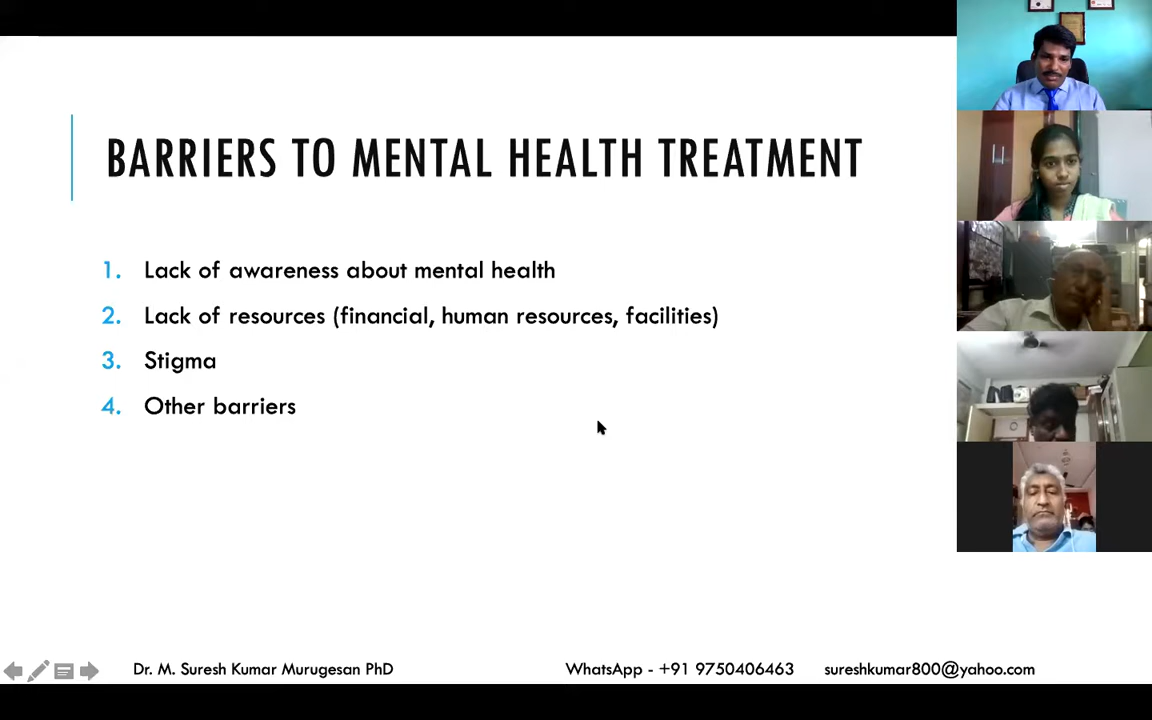 BARRIERS TO MENTAL HEALTH TREATMENT
1. Lack of awareness about mental health
2. Lack of resources (financial, human resources, facilities)
3. Stigma
4. Other barriers
Dr. M. Suresh Kumar Murugesan PhD WhatsApp - +91 9750406463 sureshkumar800@yahoo.com